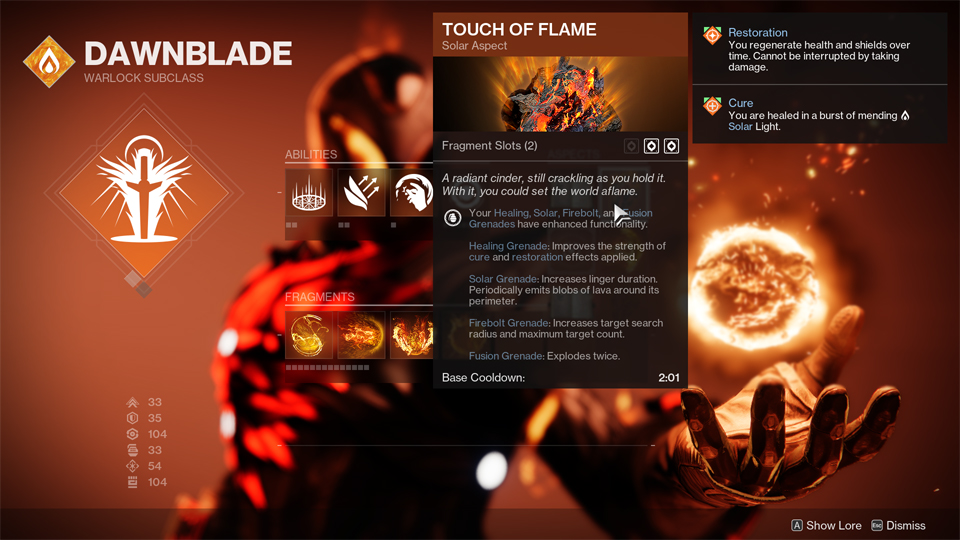 DAWNBLADE
WARLOCK SUBCLASS
ABILITIES
FRAGMENTS
33
35
104
33
54
104
TOUCH OF FLAME
Solar Aspect
Fragment Slots (2)
A radiant cinder, still crackling as you hold it.
With it, you could set the world aflame.
Your Healing, Solar, Firebolt, and Fusion
Grenades have enhanced functionality.
Healing Grenade: Improves the strength of
cure and restoration effects applied.
Solar Grenade: Increases linger duration.
Periodically emits blobs of lava around its
perimeter.
Firebolt Grenade: Increases target search
radius and maximum target count.
Fusion Grenade: Explodes twice.
Base Cooldown: 2:01
Restoration
You regenerate health and shields over
time. Cannot be interrupted by taking
damage.
Cure
You are healed in a burst of mending
Solar Light.
A Show Lore Esc Dismiss